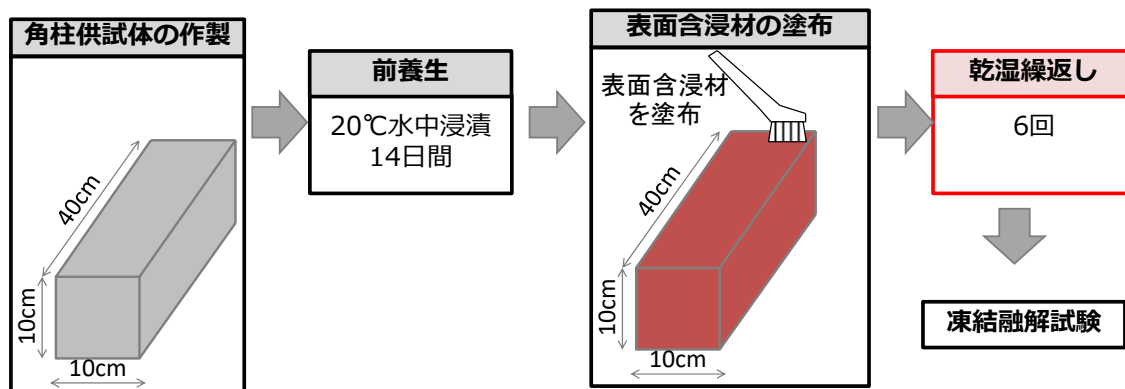 角柱供試体の作製
40cm
10cm
10cm
前養生
20℃水中浸漬
14日間
表面含浸材の塗布
表面含浸材
を塗布
40cm
10cm
10cm
乾湿繰返し
6回
凍結融解試験